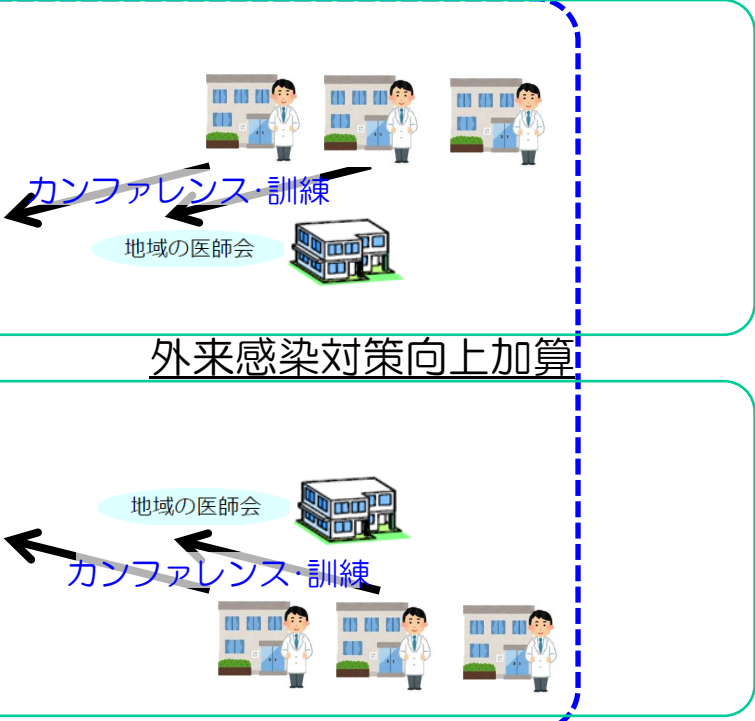 カンファレンス・訓練
地域の医師会
外来感染対策向上加算
地域の医師会
カンファレンス・訓練